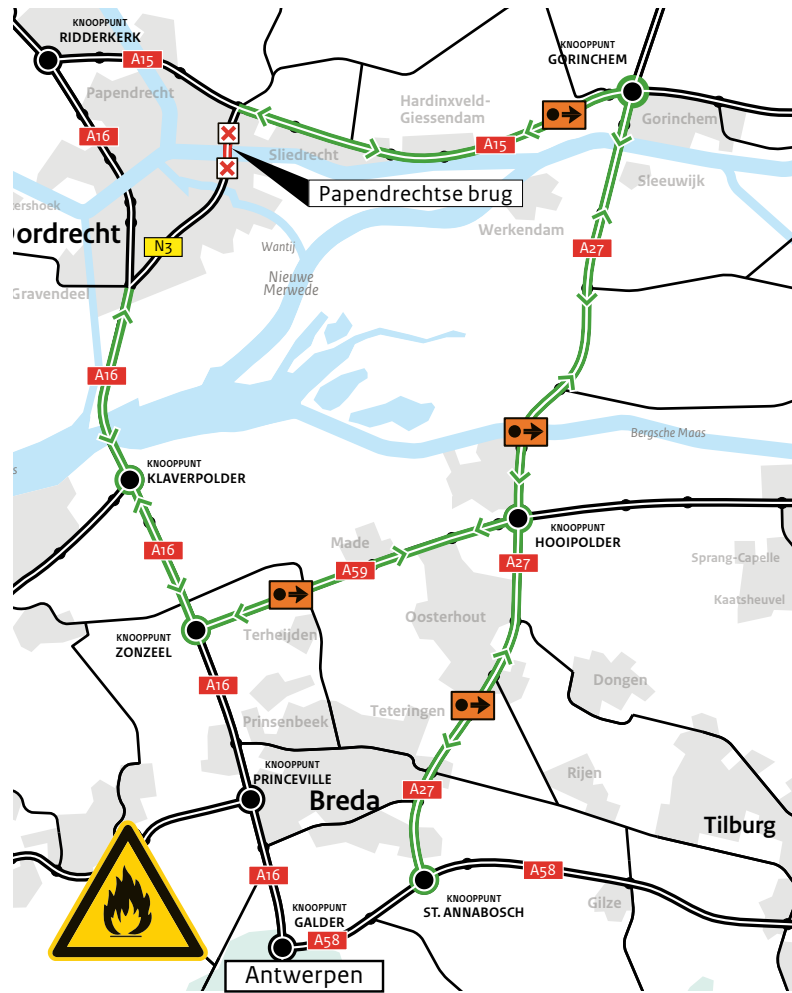 KNOOPPUNT
RIDDERKERK
A15
KNOOPPUNT
GORINCHEM
Papendrecht
Hardinxveld-
Giessendam
A16
A15
Gorinchem
Sliedrecht
Sleeuwijk
Papendrechtse brug
tershoek
Werkendam
ordrecht
N3
Wantij
A27
Nieuwe
Merwede
Gravendeel
A16
Bergsche Maas
s
KNOOPPUNT
KLAVERPOLDER
KNOOPPUNT
HOOIPOLDER
A16
Made
A59
A27
Sprang-Capelle
Kaatsheuvel
Oosterhout
KNOOPPUNT
ZONZEEL
Terheijden
A16
Dongen
Prinsenbeek
Teteringen
KNOOPPUNT
PRINCEVILLE
Rijen
Breda
A27
Tilburg
A16
A58
KNOOPPUNT
ST. ANNABOSCH
Gilze
KNOOPPUNT
GALDER
A58
Antwerpen